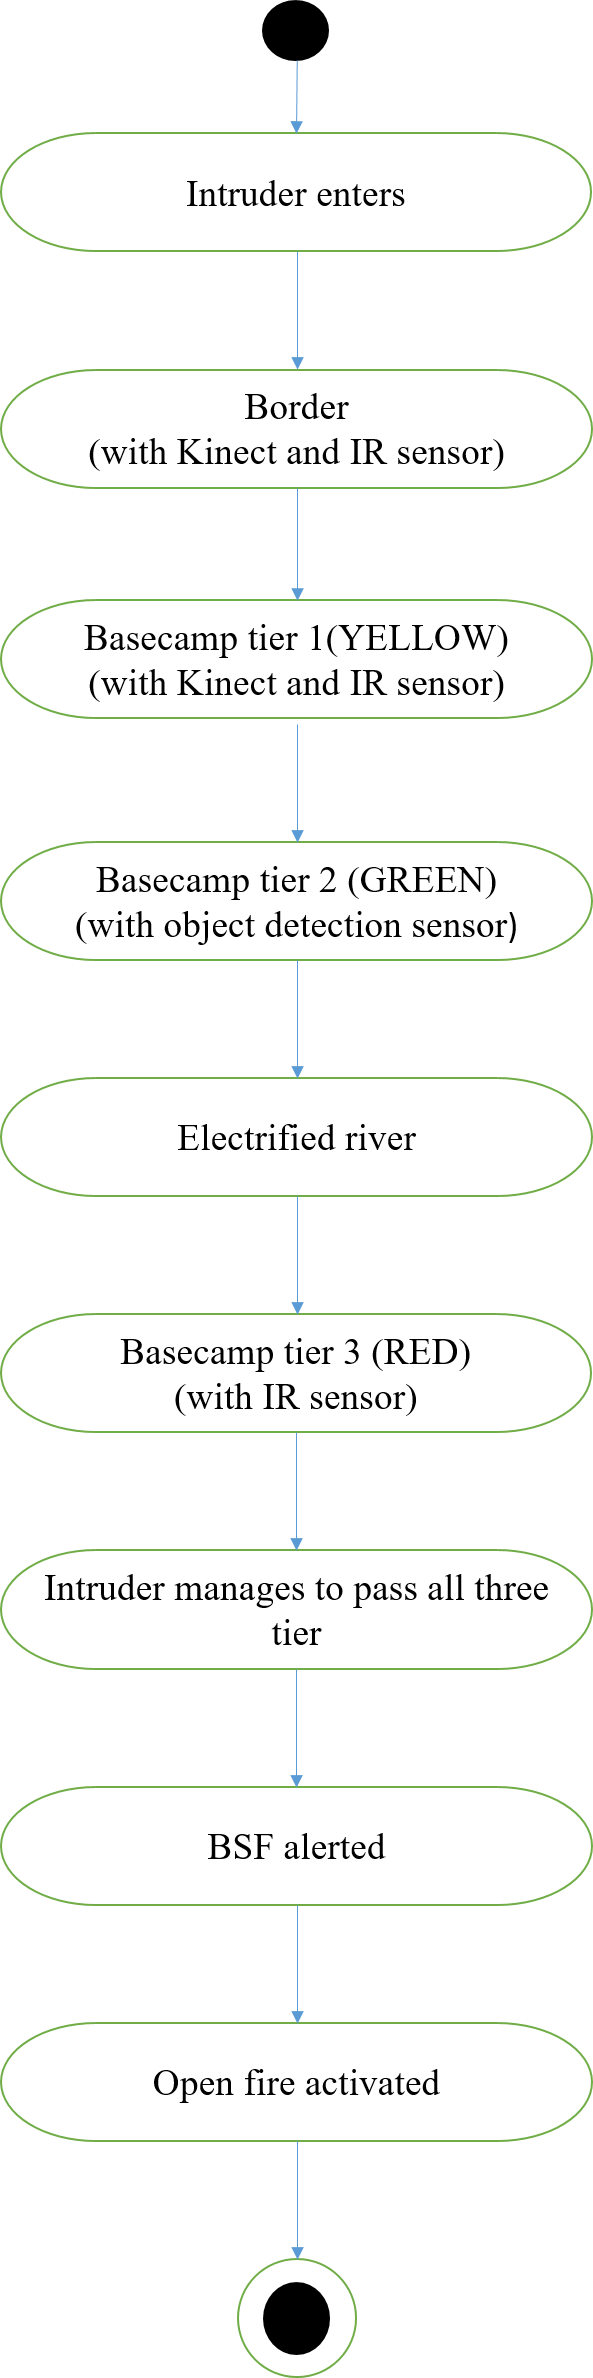 Intruder enters
Border
(with Kinect and IR sensor)
Basecamp tier 1(YELLOW)
(with Kinect and IR sensor)
Basecamp tier 2 (GREEN)
(with object detection sensor)
Electrified river
Basecamp tier 3 (RED)
(with IR sensor)
Intruder manages to pass all three
tier
BSF alerted
Open fire activated